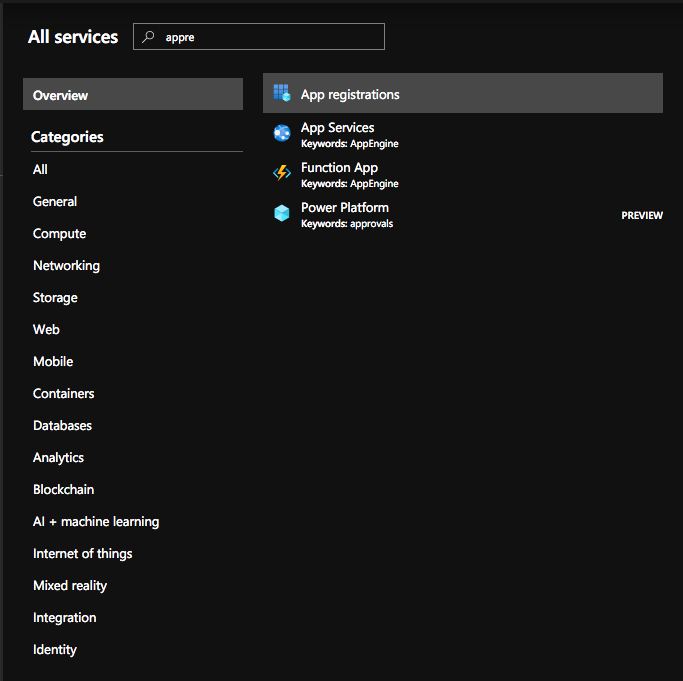 All services
appre
Overview
Categories
All
General
Compute
Networking
Storage
Web
Mobile
Containers
Databases
Analytics
Blockchain
AI + machine learning
Internet of things
Mixed reality
Integration
Identity
App registrations
App Services
Keywords: AppEngine
Function App
Keywords: AppEngine
Power Platform
Keywords: approvals
PREVIEW